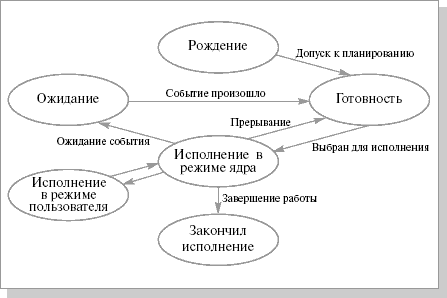 Рождение
Допуск к планированию
Ожидание
Событие произошло
Готовность
Прерывание
Ожидание события
Выбран для исполнения
Исполнение в
режиме ядра
Исполнение
в режиме
пользователя
Завершение работы
Закончил
исполнение